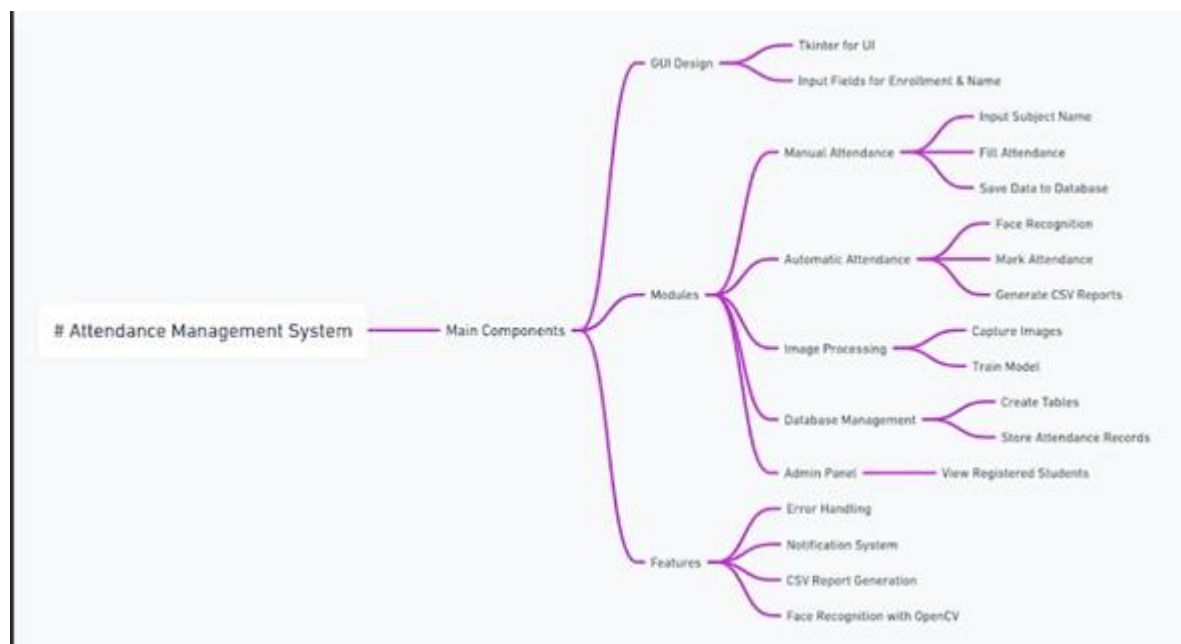 # Attendance Management System
Main Components
GUI Design
Tkinter for UI
Input Fields for Enrollment & Name
Modules
Manual Attendance
Input Subject Name
Fill Attendance
Save Data to Database
Automatic Attendance
Face Recognition
Mark Attendance
Generate CSV Reports
Image Processing
Capture Images
Train Model
Database Management
Create Tables
Store Attendance Records
Admin Panel
View Registered Students
Features
Error Handling
Notification System
CSV Report Generation
Face Recognition with OpenCV